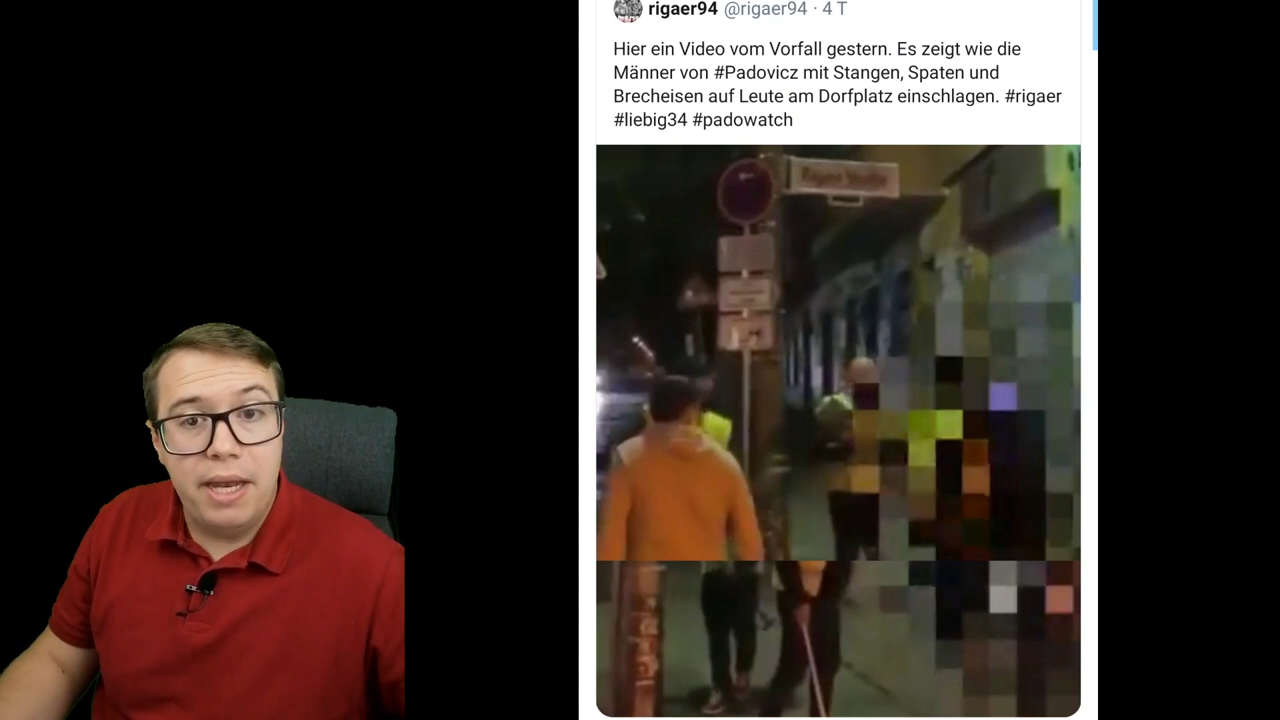 rigaer94 @rigaer94 · 4 T
Hier ein Video vom Vorfall gestern. Es zeigt wie die
Männer von #Padovicz mit Stangen, Spaten und
Brecheisen auf Leute am Dorfplatz einschlagen. #rigaer
#liebig34 #padowatch